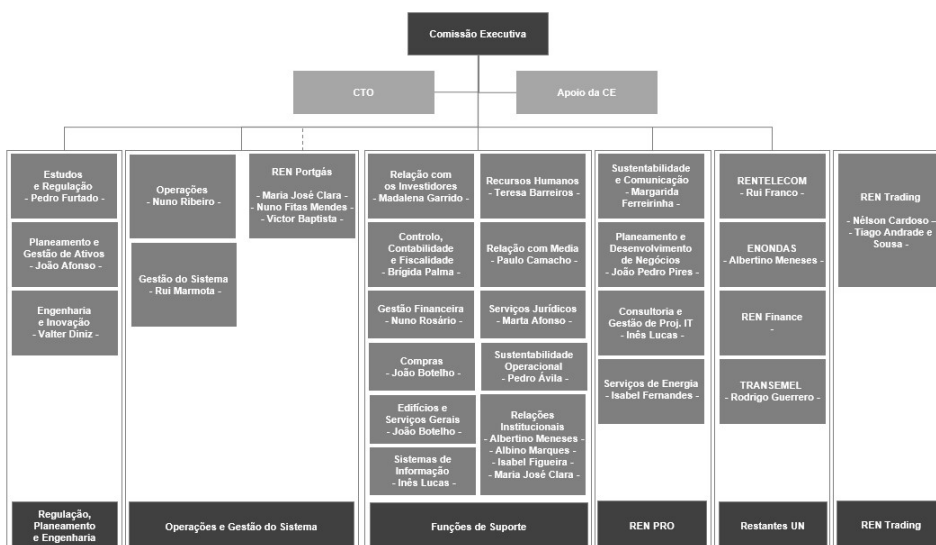 Comissão Executiva
CTO
Apoio da CE
Estudos
e Regulação
- Pedro Furtado -
Planeamento e
Gestão de Ativos
- João Afonso -
Engenharia
e Inovação
- Valter Diniz -
Regulação,
Planeamento
e Engenharia
Operações
- Nuno Ribeiro -
Gestão do Sistema
- Rui Marmota -
REN Portgás
- Maria José Clara -
- Nuno Fitas Mendes -
- Victor Baptista -
Operações e Gestão do Sistema
Relação com
os Investidores
- Madalena Garrido -
Controlo,
Contabilidade
e Fiscalidade
- Brígida Palma -
Gestão Financeira
- Nuno Rosário -
Compras
- João Botelho -
Edifícios e
Serviços Gerais
- João Botelho -
Sistemas de
Informação
- Inês Lucas -
Recursos Humanos
- Teresa Barreiros -
Relação com Media
- Paulo Camacho -
Serviços Jurídicos
- Marta Afonso -
Sustentabilidade
Operacional
- Pedro Ávila -
Relações
Institucionais
- Albertino Meneses -
- Albino Marques -
- Isabel Figueira -
- Maria José Clara -
Funções de Suporte
Sustentabilidade
e Comunicação
- Margarida
Ferreirinha -
Planeamento e
Desenvolvimento
de Negócios
- João Pedro Pires -
Consultoria e
Gestão de Proj. IT
- Inês Lucas -
Serviços de Energia
- Isabel Fernandes -
REN PRO
RENTELECOM
- Rui Franco -
ENONDAS
- Albertino Meneses -
REN Finance
-
TRANSEMEL
- Rodrigo Guerrero -
Restantes UN
REN Trading
- Nélson Cardoso -
- Tiago Andrade e
Sousa -
REN Trading